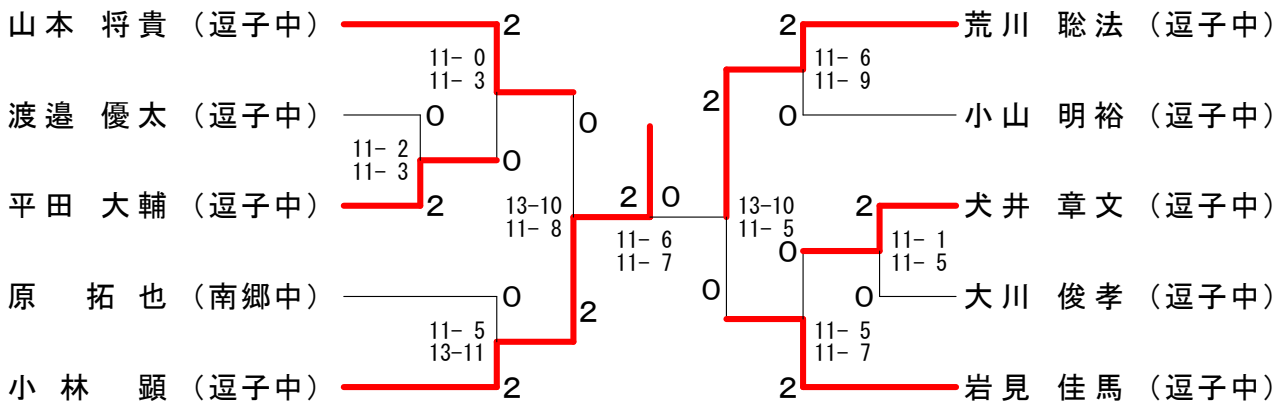 山本 将貴 (逗子中) 2 2 荒川 聡法 (逗子中)
11- 0 11- 6
11- 3 11- 9
2
渡邉 優太 (逗子中) 0 0 0 小山 明裕 (逗子中)
11- 2
11- 3 0
平田 大輔 (逗子中) 2 2 0 2 犬井 章文 (逗子中)
13-10 13-10
11- 8 11- 5
11- 6 0 11- 1
11- 7 11- 5
原 拓也 (南郷中) 0 2 0 0 大川 俊孝 (逗子中)
11- 5 11- 5
13-11 11- 7
小林 顕 (逗子中) 2 2 岩見 佳馬 (逗子中)